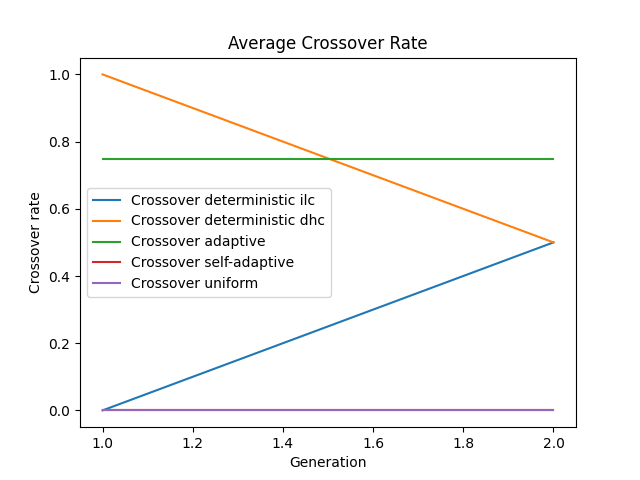 Average Crossover Rate
Crossover rate
1.0
0.8
0.6
0.4
0.2
0.0
Crossover deterministic ilc
Crossover deterministic dhc
Crossover adaptive
Crossover self-adaptive
Crossover uniform
1.0 1.2 1.4 1.6 1.8 2.0
Generation